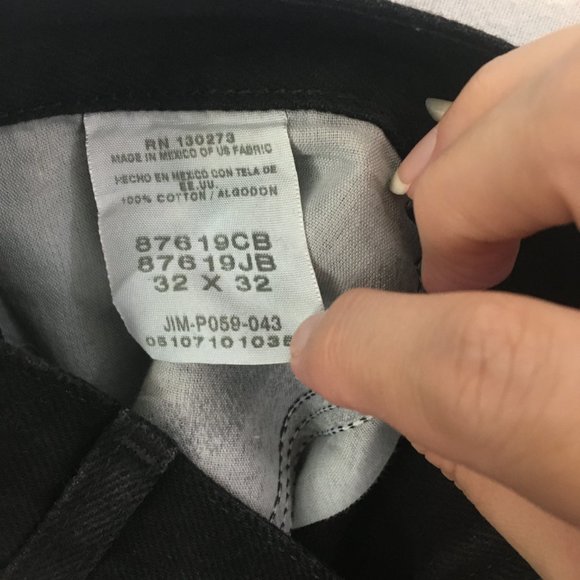 RN 130273
MADE IN MEXICO OF US FABRIC
HECHO EN MEXICO CON TELA DE
EE.UU.
100% COTTON / ALGODON
87619CB
87619JB
32 X 32
JIM-P059-043